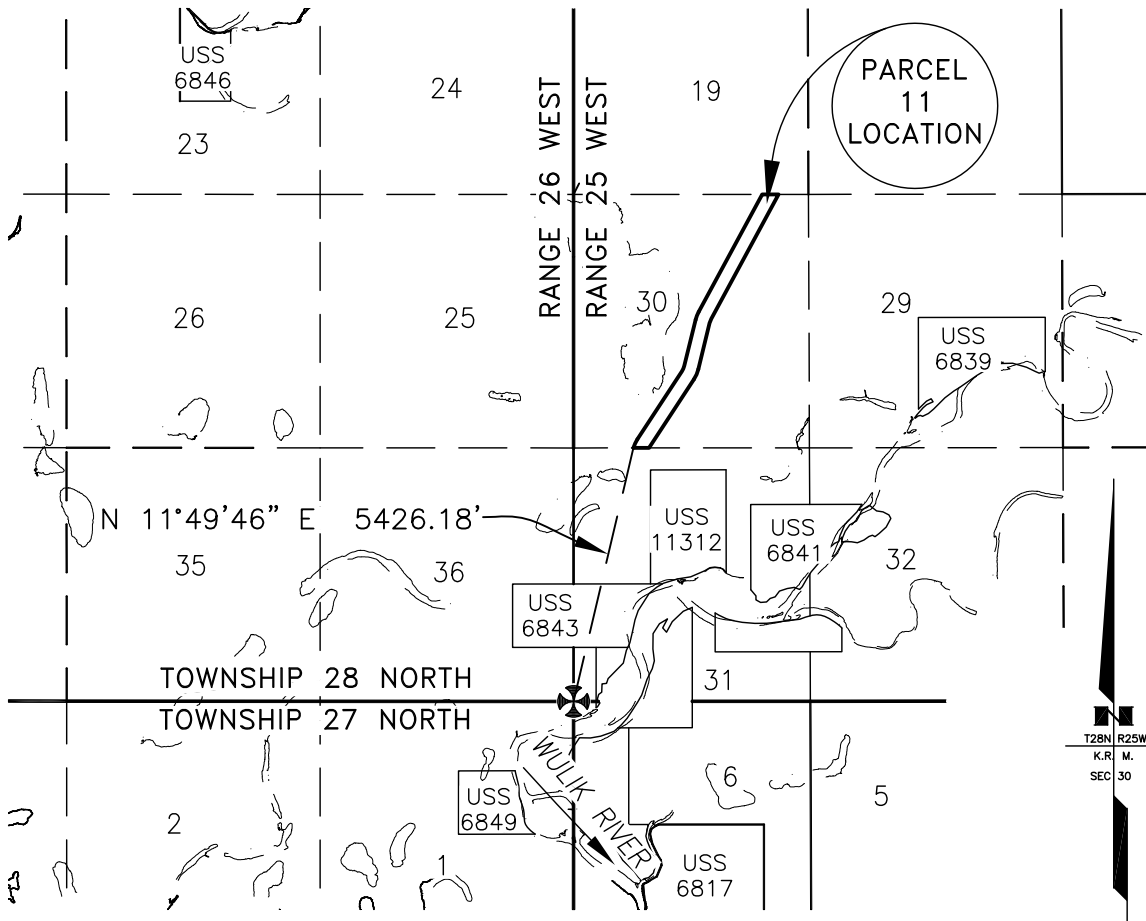 USS
6846
24
19
PARCEL
11
LOCATION
23
RANGE 26 WEST
RANGE 25 WEST
26
25
30
29
USS
6839
N 11°49'46" E 5426.18'
35
36
USS
11312
USS
6841
32
USS
6843
31
TOWNSHIP 28 NORTH
TOWNSHIP 27 NORTH
N
T28N R25W
K.R. M.
SEC 30
WULIK RIVER
6
5
USS
6849
2
1
USS
6817